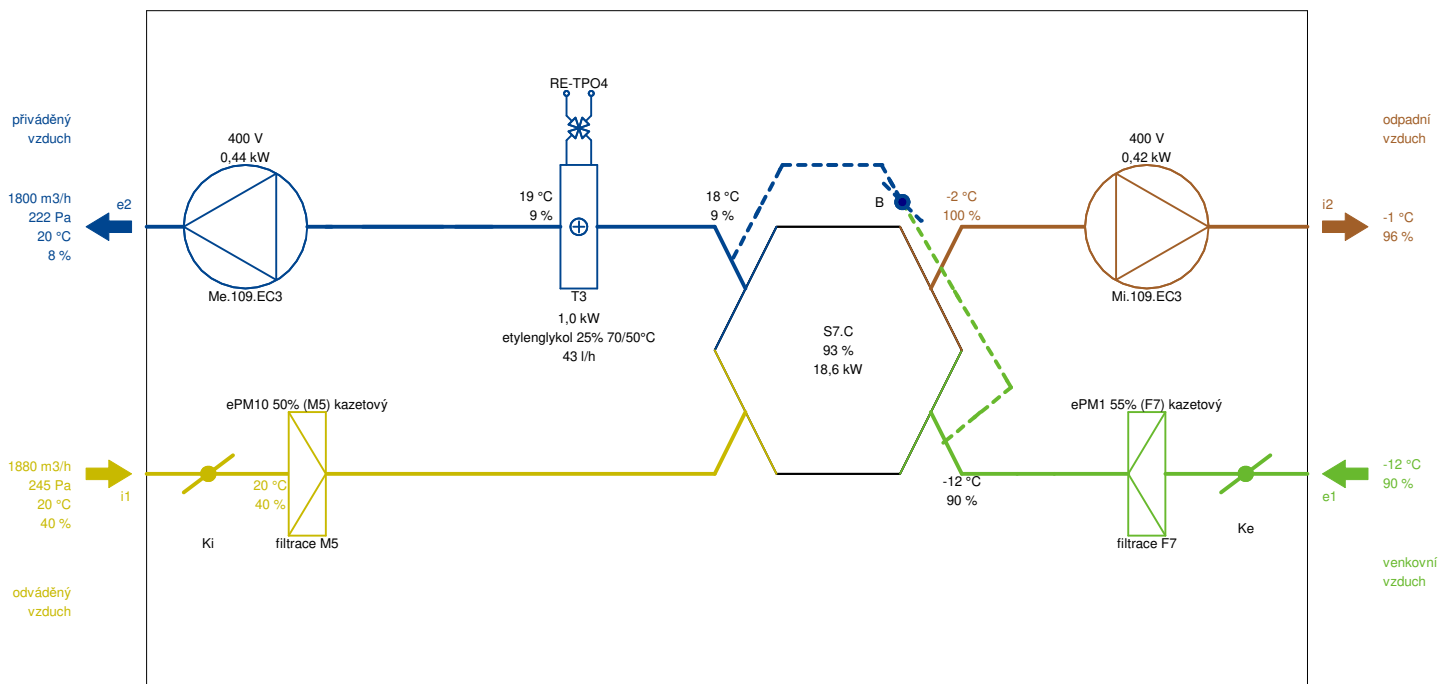 RE-TPO4
přiváděný
vzduch
400 V
0,44 kW
1800 m3/h
222 Pa
20 °C
8 %
e2
Me.109.EC3
19 °C
9 %
T3
1,0 kW
etylenglykol 25% 70/50°C
43 l/h
18 °C
9 %
B
-2 °C
100 %
400 V
0,42 kW
Mi.109.EC3
odpadní
vzduch
i2
-1 °C
96 %
S7.C
93 %
18,6 kW
ePM10 50% (M5) kazetový
1880 m3/h
245 Pa
20 °C
40 %
i1
20 °C
40 %
Ki
filtrace M5
odváděný
vzduch
ePM1 55% (F7) kazetový
-12 °C
90 %
filtrace F7
Ke
-12 °C
90 %
e1
venkovní
vzduch